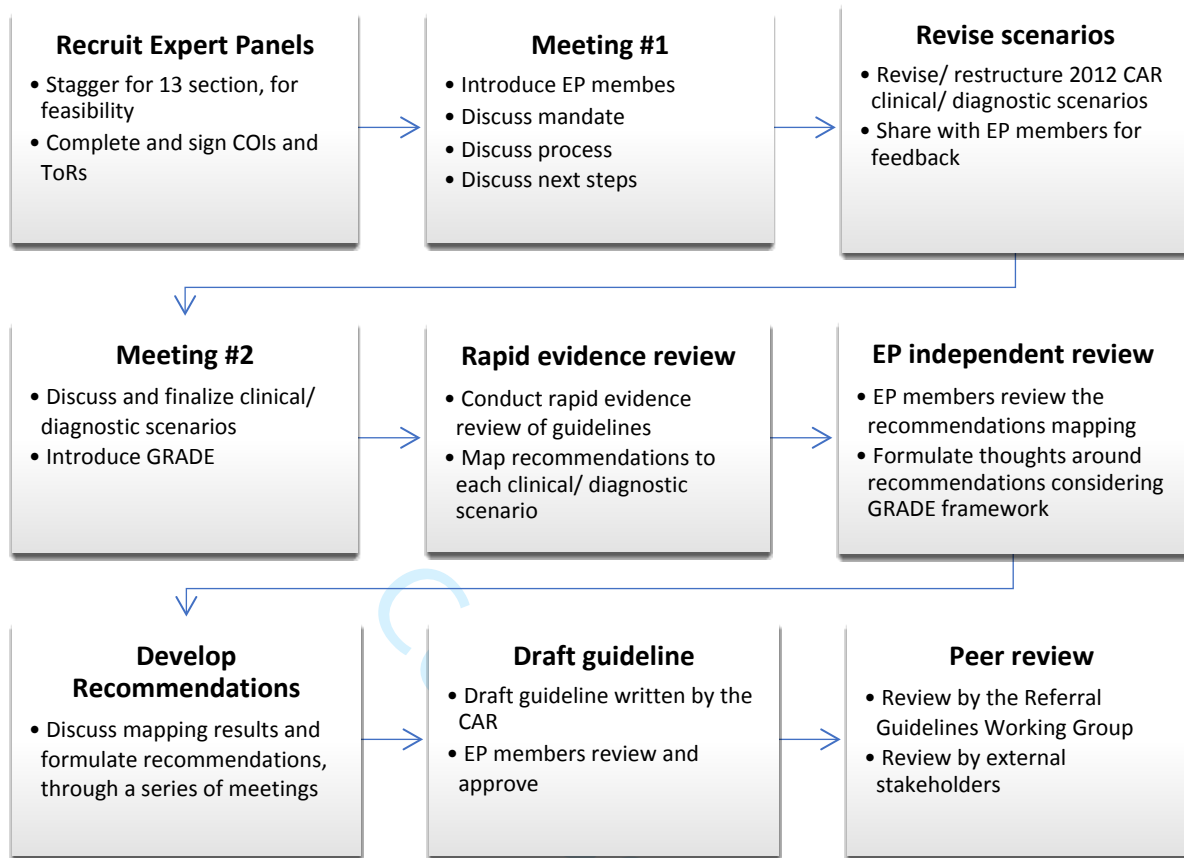 Recruit Expert Panels
• Stagger for 13 section, for
feasibility
• Complete and sign COIs and
ToRs
Meeting #1
• Introduce EP membes
• Discuss mandate
• Discuss process
• Discuss next steps
Revise scenarios
• Revise/ restructure 2012 CAR
clinical/ diagnostic scenarios
• Share with EP members for
feedback
Meeting #2
• Discuss and finalize clinical/
diagnostic scenarios
• Introduce GRADE
Rapid evidence review
• Conduct rapid evidence
review of guidelines
• Map recommendations to
each clinical/ diagnostic
scenario
EP independent review
• EP members review the
recommendations mapping
• Formulate thoughts around
recommendations considering
GRADE framework
Develop
Recommendations
• Discuss mapping results and
formulate recommendations,
through a series of meetings
Draft guideline
• Draft guideline written by the
CAR
• EP members review and
approve
Peer review
• Review by the Referral
Guidelines Working Group
• Review by external
stakeholders